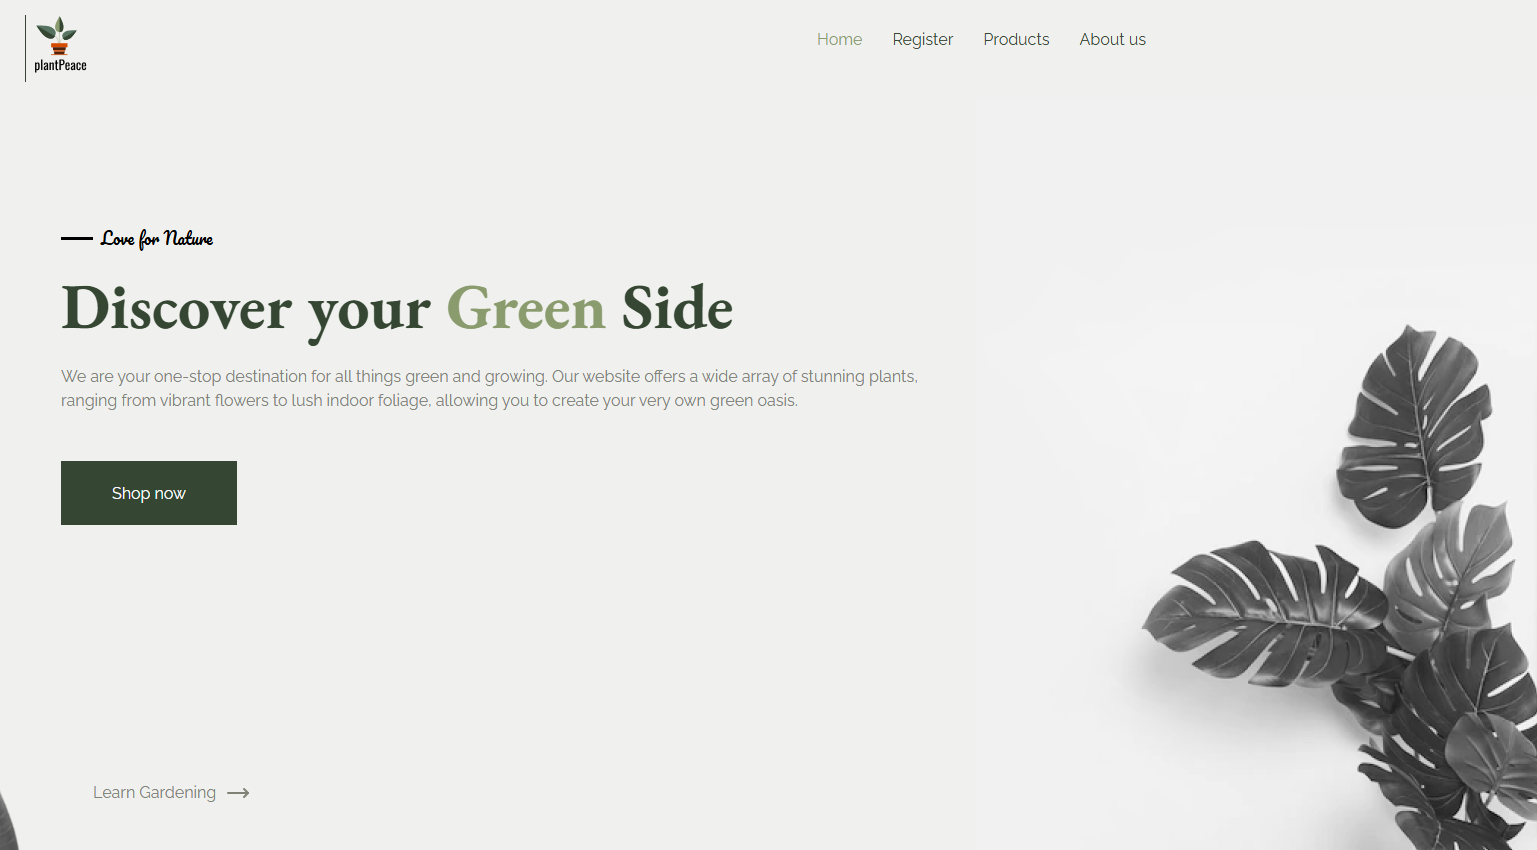 plantPeace
Home Register Products About us
Love for Nature
Discover your Green Side
We are your one-stop destination for all things green and growing. Our website offers a wide array of stunning plants,
ranging from vibrant flowers to lush indoor foliage, allowing you to create your very own green oasis.
Shop now
Learn Gardening